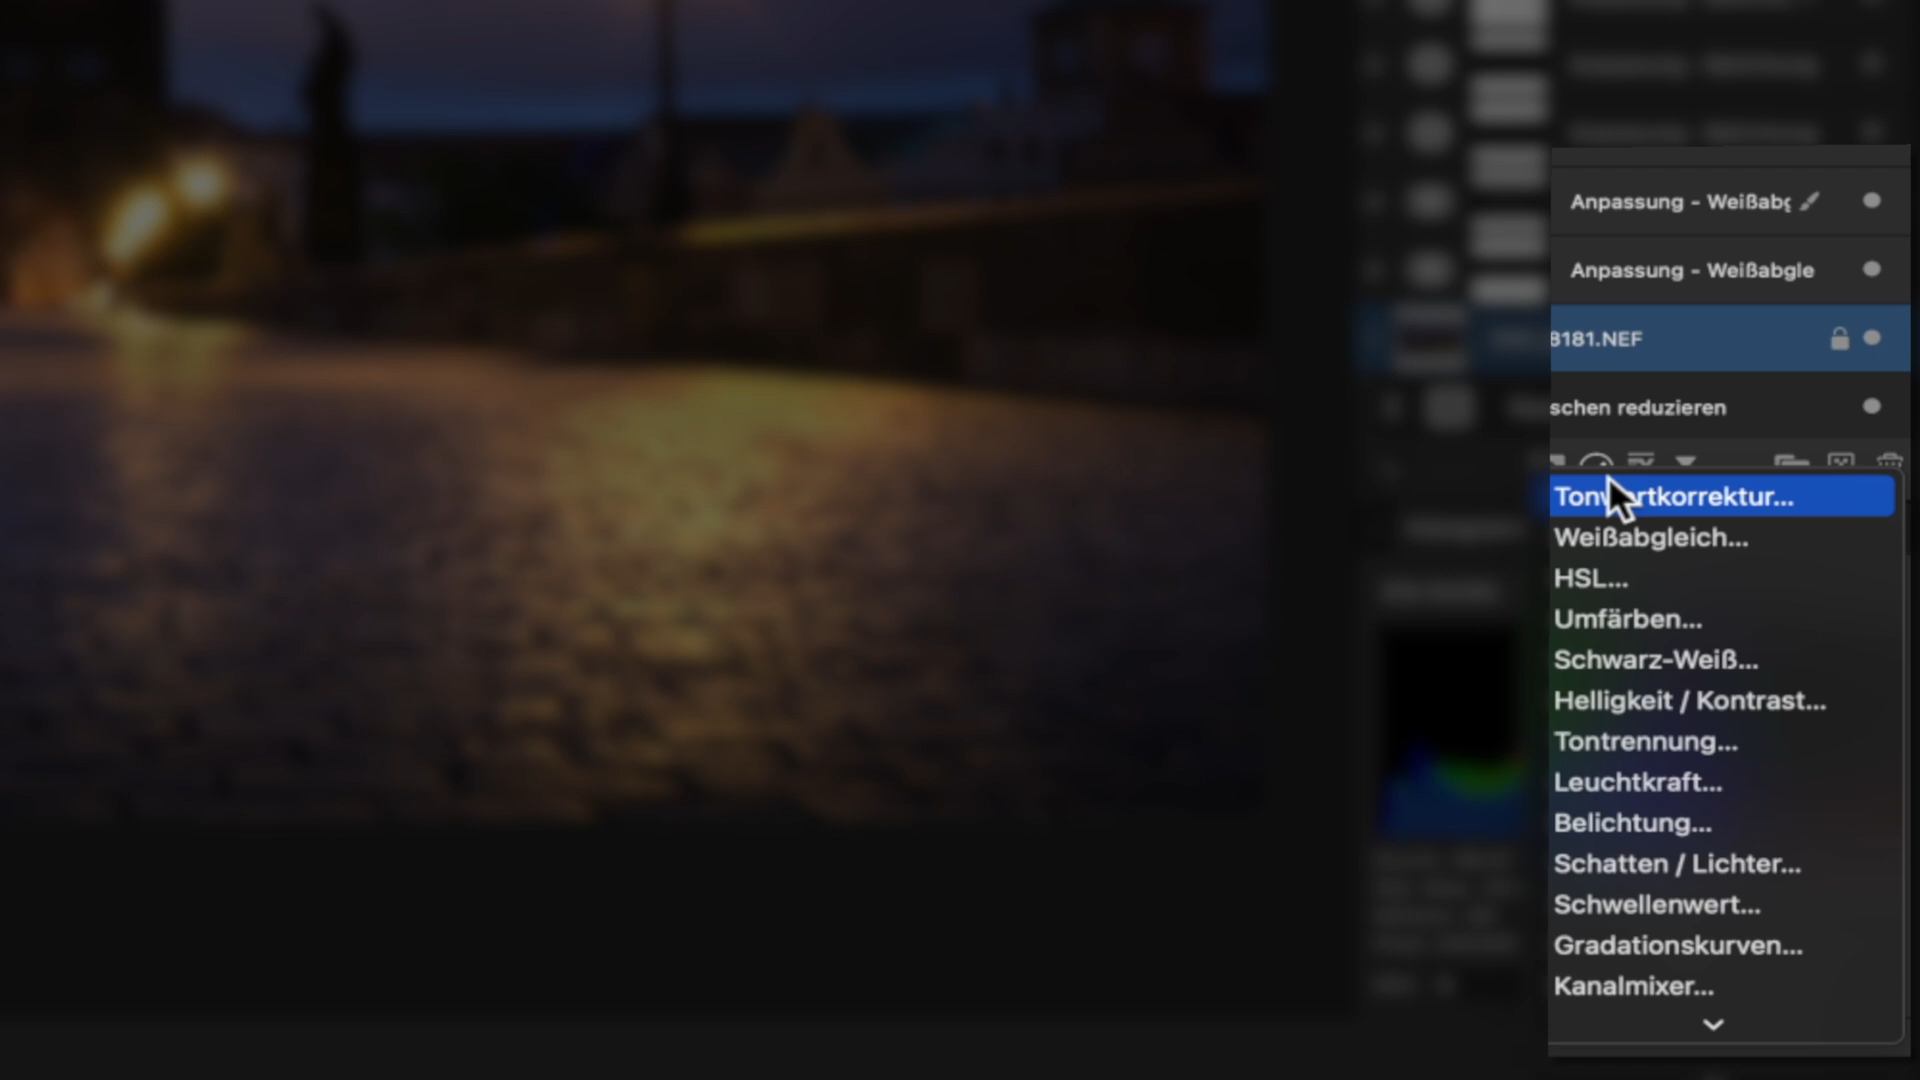 Anpassung - Weißabg
Anpassung - Weißabgle
8181.NEF
schen reduzieren
Tonwertkorrektur...
Weißabgleich...
HSL...
Umfärben...
Schwarz-Weiß...
Helligkeit / Kontrast...
Tontrennung...
Leuchtkraft...
Belichtung...
Schatten / Lichter...
Schwellenwert...
Gradationskurven...
Kanalmixer...